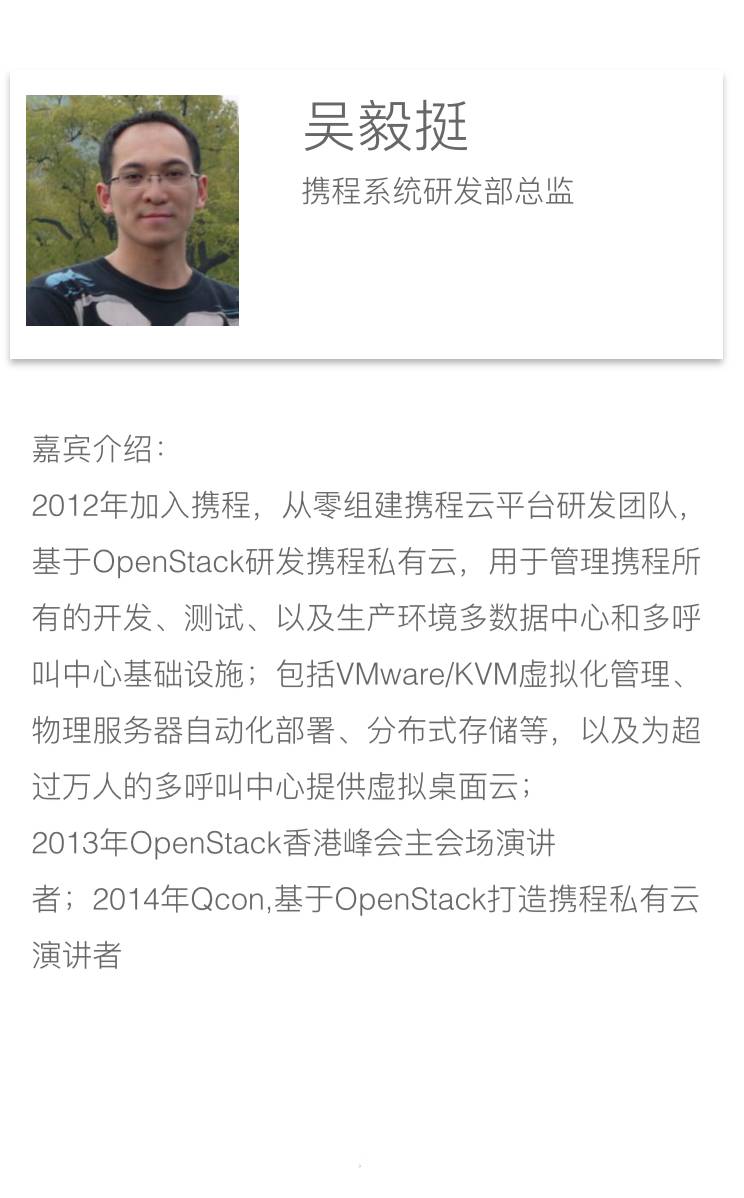 吴毅挺
携程系统研发部总监
嘉宾介绍：
2012年加入携程，从零组建携程云平台研发团队，
基于OpenStack研发携程私有云，用于管理携程所
有的开发、测试、以及生产环境多数据中心和多呼
叫中心基础设施；包括VMware/KVM虚拟化管理、
物理服务器自动化部署、分布式存储等，以及为超
过万人的多呼叫中心提供虚拟桌面云；
2013年OpenStack香港峰会主会场演讲
者；2014年Qcon,基于OpenStack打造携程私有云
演讲者